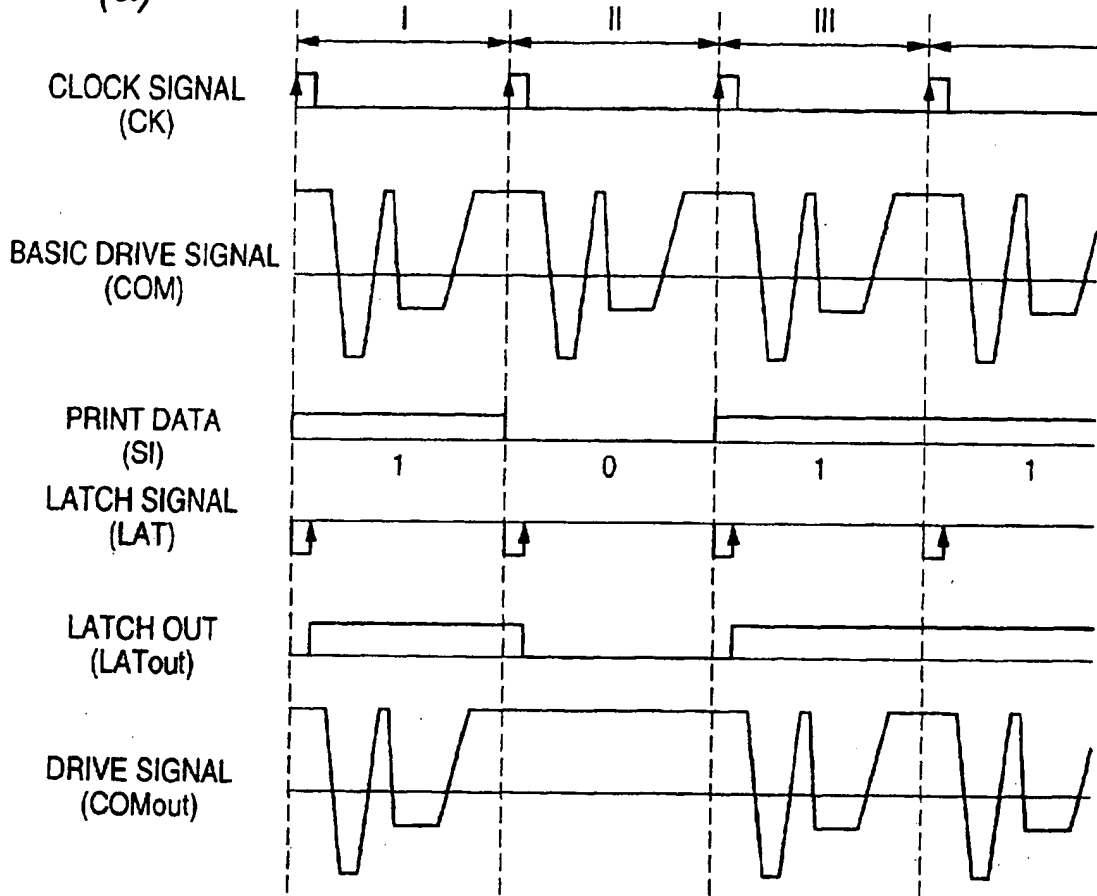 I II III
CLOCK SIGNAL
(CK)
BASIC DRIVE SIGNAL
(COM)
PRINT DATA
(SI)
1 0 1 1
LATCH SIGNAL
(LAT)
LATCH OUT
(LATout)
DRIVE SIGNAL
(COMout)